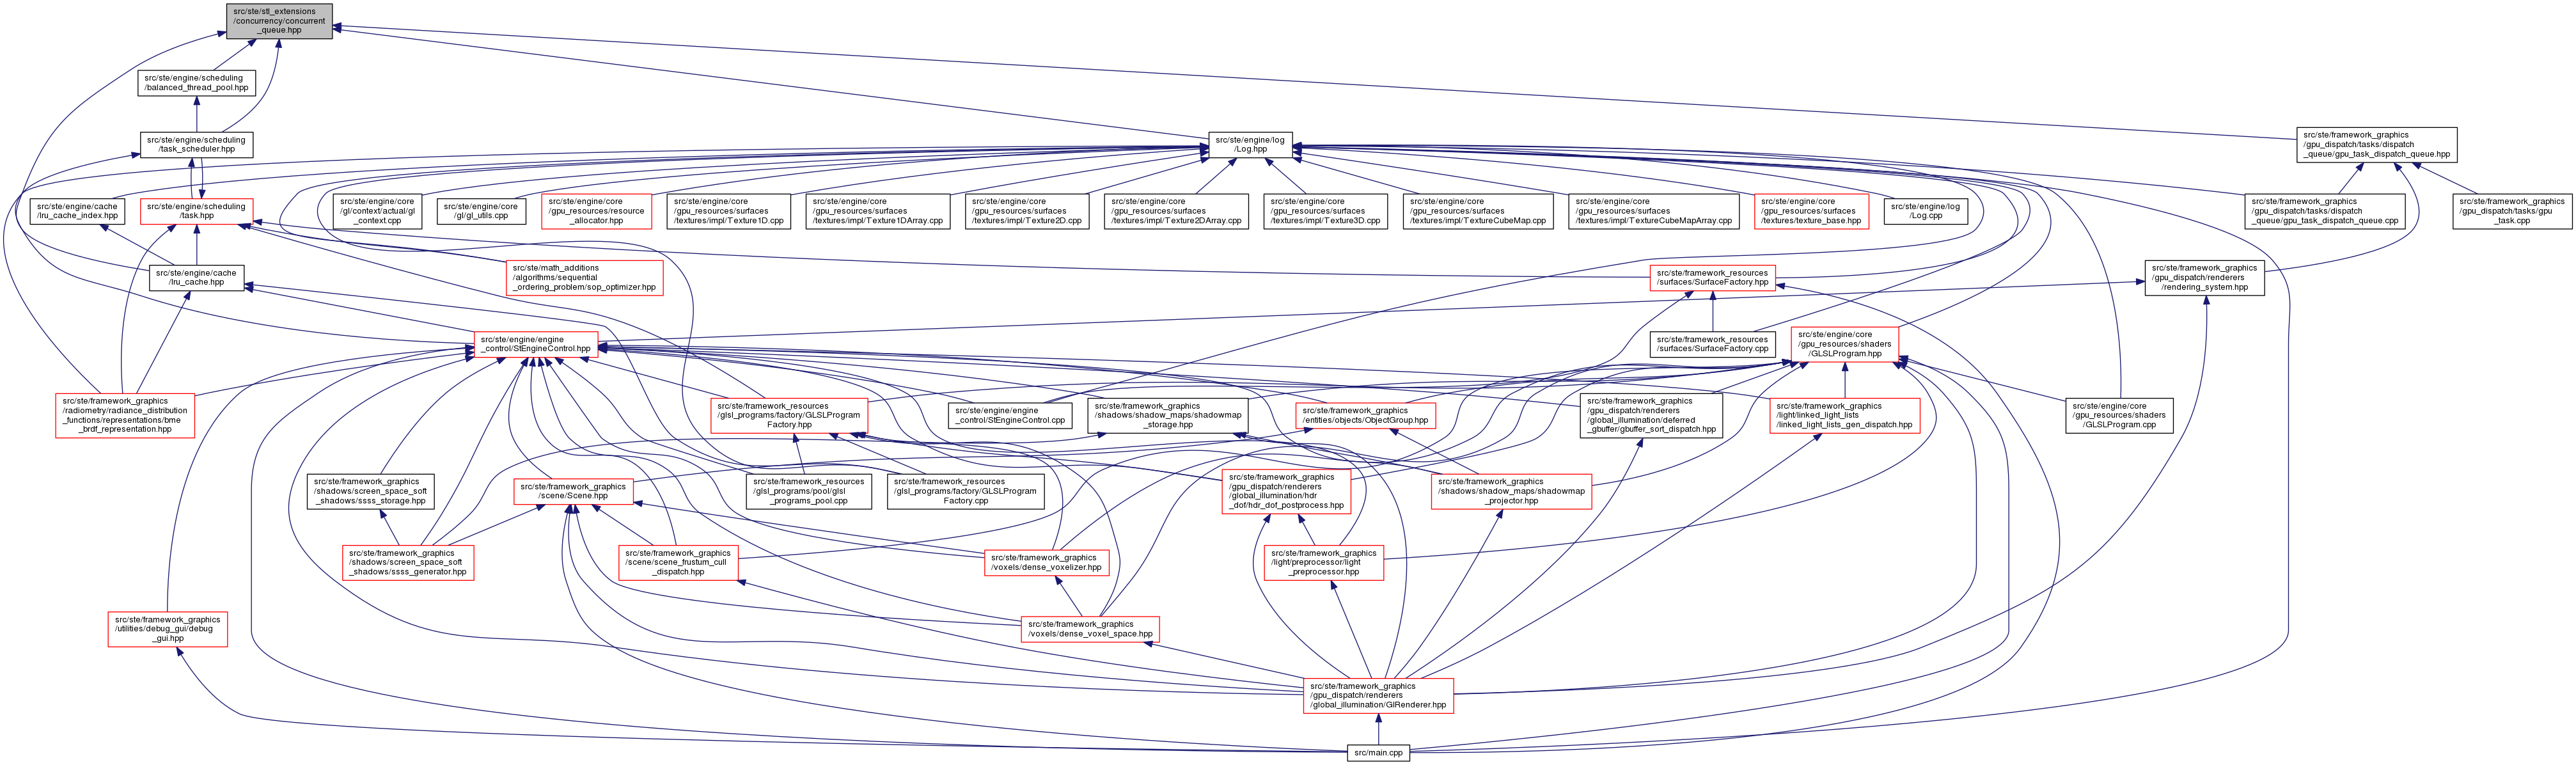 src/ste/stl_extensions
/concurrency/concurrent
_queue.hpp
src/ste/engine/scheduling
/balanced_thread_pool.hpp
src/ste/engine/scheduling
/task_scheduler.hpp
src/ste/engine/log
/Log.hpp
src/ste/framework_graphics
/gpu_dispatch/tasks/dispatch
_queue/gpu_task_dispatch_queue.hpp
src/ste/engine/cache
/lru_cache_index.hpp
src/ste/engine/scheduling
/task.hpp
src/ste/engine/core
/gl/context/actual/gl
_context.cpp
src/ste/engine/core
/gl/gl_utils.cpp
src/ste/engine/core
/gpu_resources/resource
_allocator.hpp
src/ste/engine/core
/gpu_resources/surfaces
/textures/impl/Texture1D.cpp
src/ste/engine/core
/gpu_resources/surfaces
/textures/impl/Texture1DArray.cpp
src/ste/engine/core
/gpu_resources/surfaces
/textures/impl/Texture2D.cpp
src/ste/engine/core
/gpu_resources/surfaces
/textures/impl/Texture2DArray.cpp
src/ste/engine/core
/gpu_resources/surfaces
/textures/impl/Texture3D.cpp
src/ste/engine/core
/gpu_resources/surfaces
/textures/impl/TextureCubeMap.cpp
src/ste/engine/core
/gpu_resources/surfaces
/textures/impl/TextureCubeMapArray.cpp
src/ste/engine/core
/gpu_resources/surfaces
/textures/texture_base.hpp
src/ste/engine/log
/Log.cpp
src/ste/framework_graphics
/gpu_dispatch/tasks/dispatch
_queue/gpu_task_dispatch_queue.cpp
src/ste/framework_graphics
/gpu_dispatch/tasks/gpu
_task.cpp
src/ste/engine/cache
/lru_cache.hpp
src/ste/math_additions
/algorithms/sequential
_ordering_problem/sop_optimizer.hpp
src/ste/framework_resources
/surfaces/SurfaceFactory.hpp
src/ste/framework_graphics
/gpu_dispatch/renderers
/rendering_system.hpp
src/ste/engine/engine
_control/StEngineControl.hpp
src/ste/framework_resources
/surfaces/SurfaceFactory.cpp
src/ste/engine/core
/gpu_resources/shaders
/GLSLProgram.hpp
src/ste/framework_graphics
/radiometry/radiance_distribution
_functions/representations/bme
_brdf_representation.hpp
src/ste/framework_resources
/glsl_programs/factory/GLSLProgram
Factory.hpp
src/ste/engine/engine
_control/StEngineControl.cpp
src/ste/framework_graphics
/shadows/shadow_maps/shadowmap
_storage.hpp
src/ste/framework_graphics
/entities/objects/ObjectGroup.hpp
src/ste/framework_graphics
/gpu_dispatch/renderers
/global_illumination/deferred
_gbuffer/gbuffer_sort_dispatch.hpp
src/ste/framework_graphics
/light/linked_light_lists
/linked_light_lists_gen_dispatch.hpp
src/ste/engine/core
/gpu_resources/shaders
/GLSLProgram.cpp
src/ste/framework_graphics
/shadows/screen_space_soft
_shadows/ssss_storage.hpp
src/ste/framework_graphics
/scene/Scene.hpp
src/ste/framework_resources
/glsl_programs/pool/glsl
_programs_pool.cpp
src/ste/framework_resources
/glsl_programs/factory/GLSLProgram
Factory.cpp
src/ste/framework_graphics
/gpu_dispatch/renderers
/global_illumination/hdr
_dof/hdr_dof_postprocess.hpp
src/ste/framework_graphics
/shadows/shadow_maps/shadowmap
_projector.hpp
src/ste/framework_graphics
/shadows/screen_space_soft
_shadows/ssss_generator.hpp
src/ste/framework_graphics
/scene/scene_frustum_cull
_dispatch.hpp
src/ste/framework_graphics
/voxels/dense_voxelizer.hpp
src/ste/framework_graphics
/light/preprocessor/light
_preprocessor.hpp
src/ste/framework_graphics
/utilities/debug_gui/debug
_gui.hpp
src/ste/framework_graphics
/voxels/dense_voxel_space.hpp
src/ste/framework_graphics
/gpu_dispatch/renderers
/global_illumination/GIRenderer.hpp
src/main.cpp